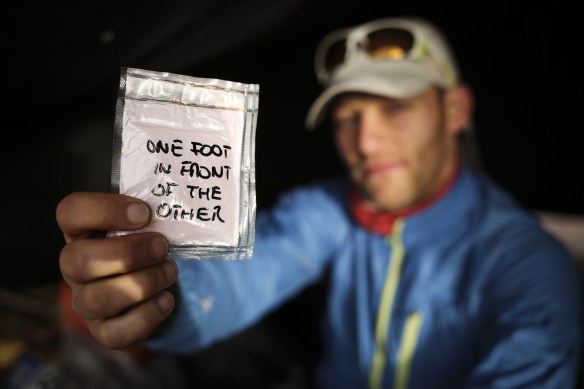 ONE FOOT
IN FRONT
OF THE
OTHER